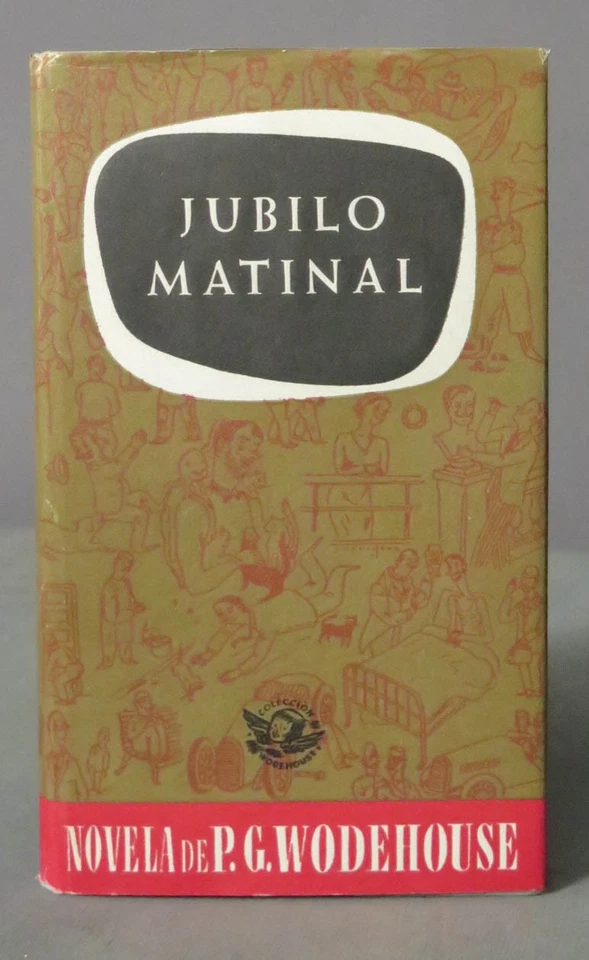 JUBILO
MATINAL
COLECCION
WODEHOUSE
NOVELA DE P. G. WODEHOUSE